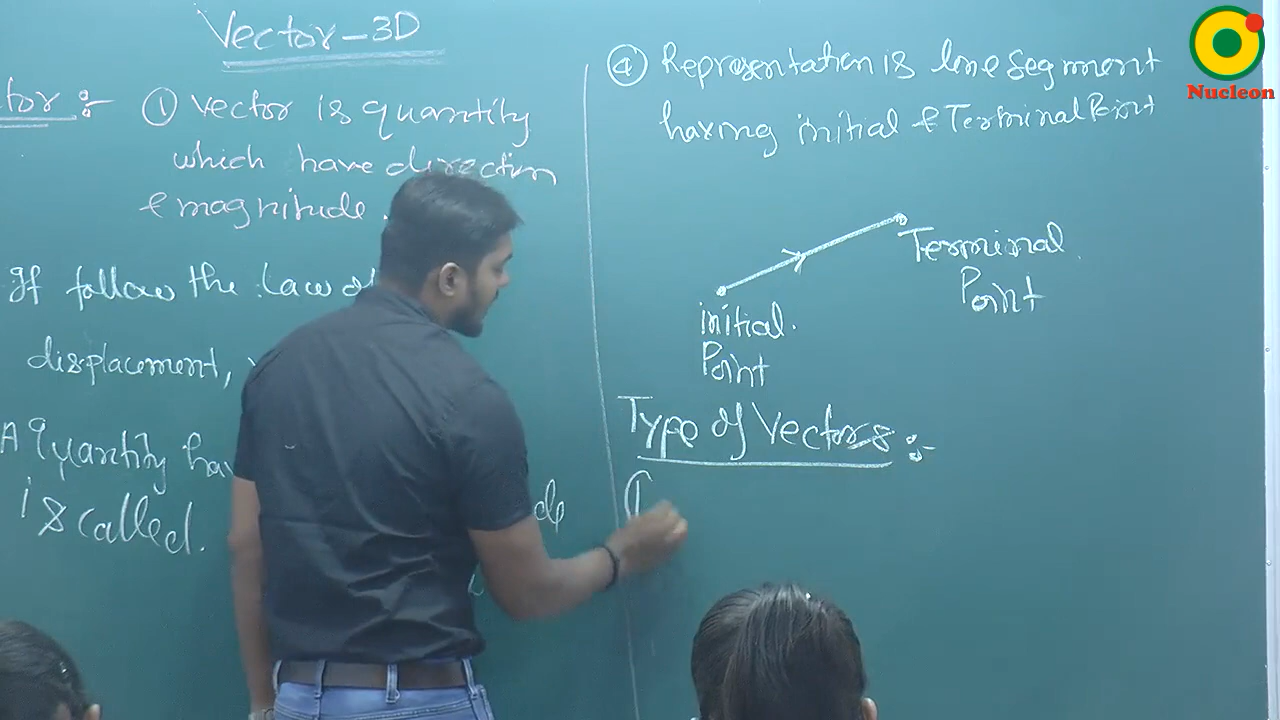 Vector-3D
tor :-
① Vector is quantity
which have direction
& magnitude.
If follow the law of
displacement,
A Quantity hav
is called.
de
④ Representation is line segment
having initial & Terminal Point
Terminal
Point
initial.
Point
Type of Vectors :-
Nucleon